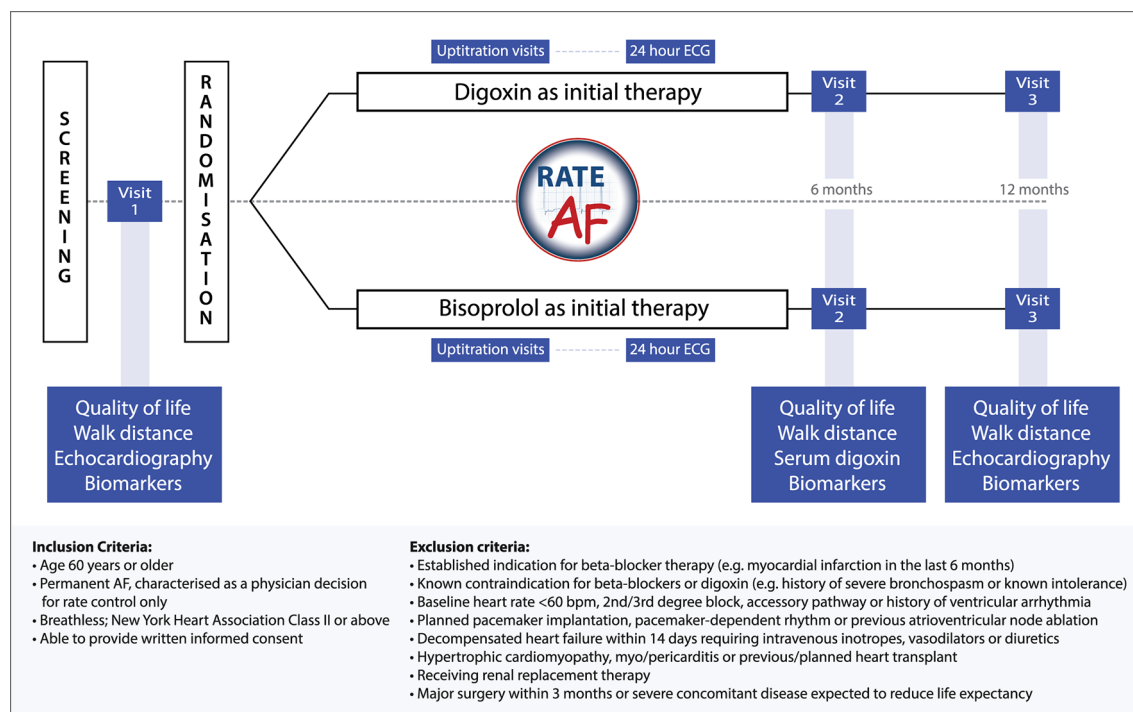 SCREENING
Visit
1
RANDOMISATION
Uptitration visits
24 hour ECG
Digoxin as initial therapy
Visit
2
Visit
3
RATE
AF
6 months
12 months
Bisoprolol as initial therapy
Visit
2
Visit
3
Uptitration visits
24 hour ECG
Quality of life
Walk distance
Echocardiography
Biomarkers
Quality of life
Walk distance
Serum digoxin
Biomarkers
Quality of life
Walk distance
Echocardiography
Biomarkers
Inclusion Criteria:
• Age 60 years or older
• Permanent AF, characterised as a physician decision
for rate control only
• Breathless; New York Heart Association Class II or above
• Able to provide written informed consent
Exclusion criteria:
• Established indication for beta-blocker therapy (e.g. myocardial infarction in the last 6 months)
• Known contraindication for beta-blockers or digoxin (e.g. history of severe bronchospasm or known intolerance)
• Baseline heart rate <60 bpm, 2nd/3rd degree block, accessory pathway or history of ventricular arrhythmia
• Planned pacemaker implantation, pacemaker-dependent rhythm or previous atrioventricular node ablation
• Decompensated heart failure within 14 days requiring intravenous inotropes, vasodilators or diuretics
• Hypertrophic cardiomyopathy, myo/pericarditis or previous/planned heart transplant
• Receiving renal replacement therapy
• Major surgery within 3 months or severe concomitant disease expected to reduce life expectancy